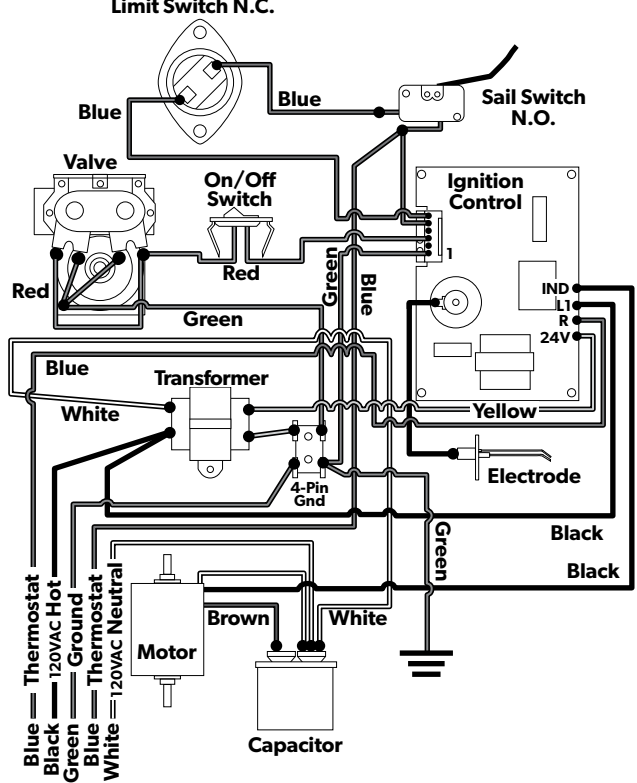 Limit Switch N.C.
Blue
Blue
Sail Switch
N.O.
Valve
On/Off
Switch
Ignition
Control
1
Red
Red
Green
Blue
Green
IND
L1
R
24V
Blue
Transformer
White
Yellow
4-Pin
Gnd
Electrode
Green
Black
Black
Brown
White
Motor
Capacitor
Blue Thermostat
Black 120VAC Hot
Green Ground
Blue Thermostat
White 120VAC Neutral